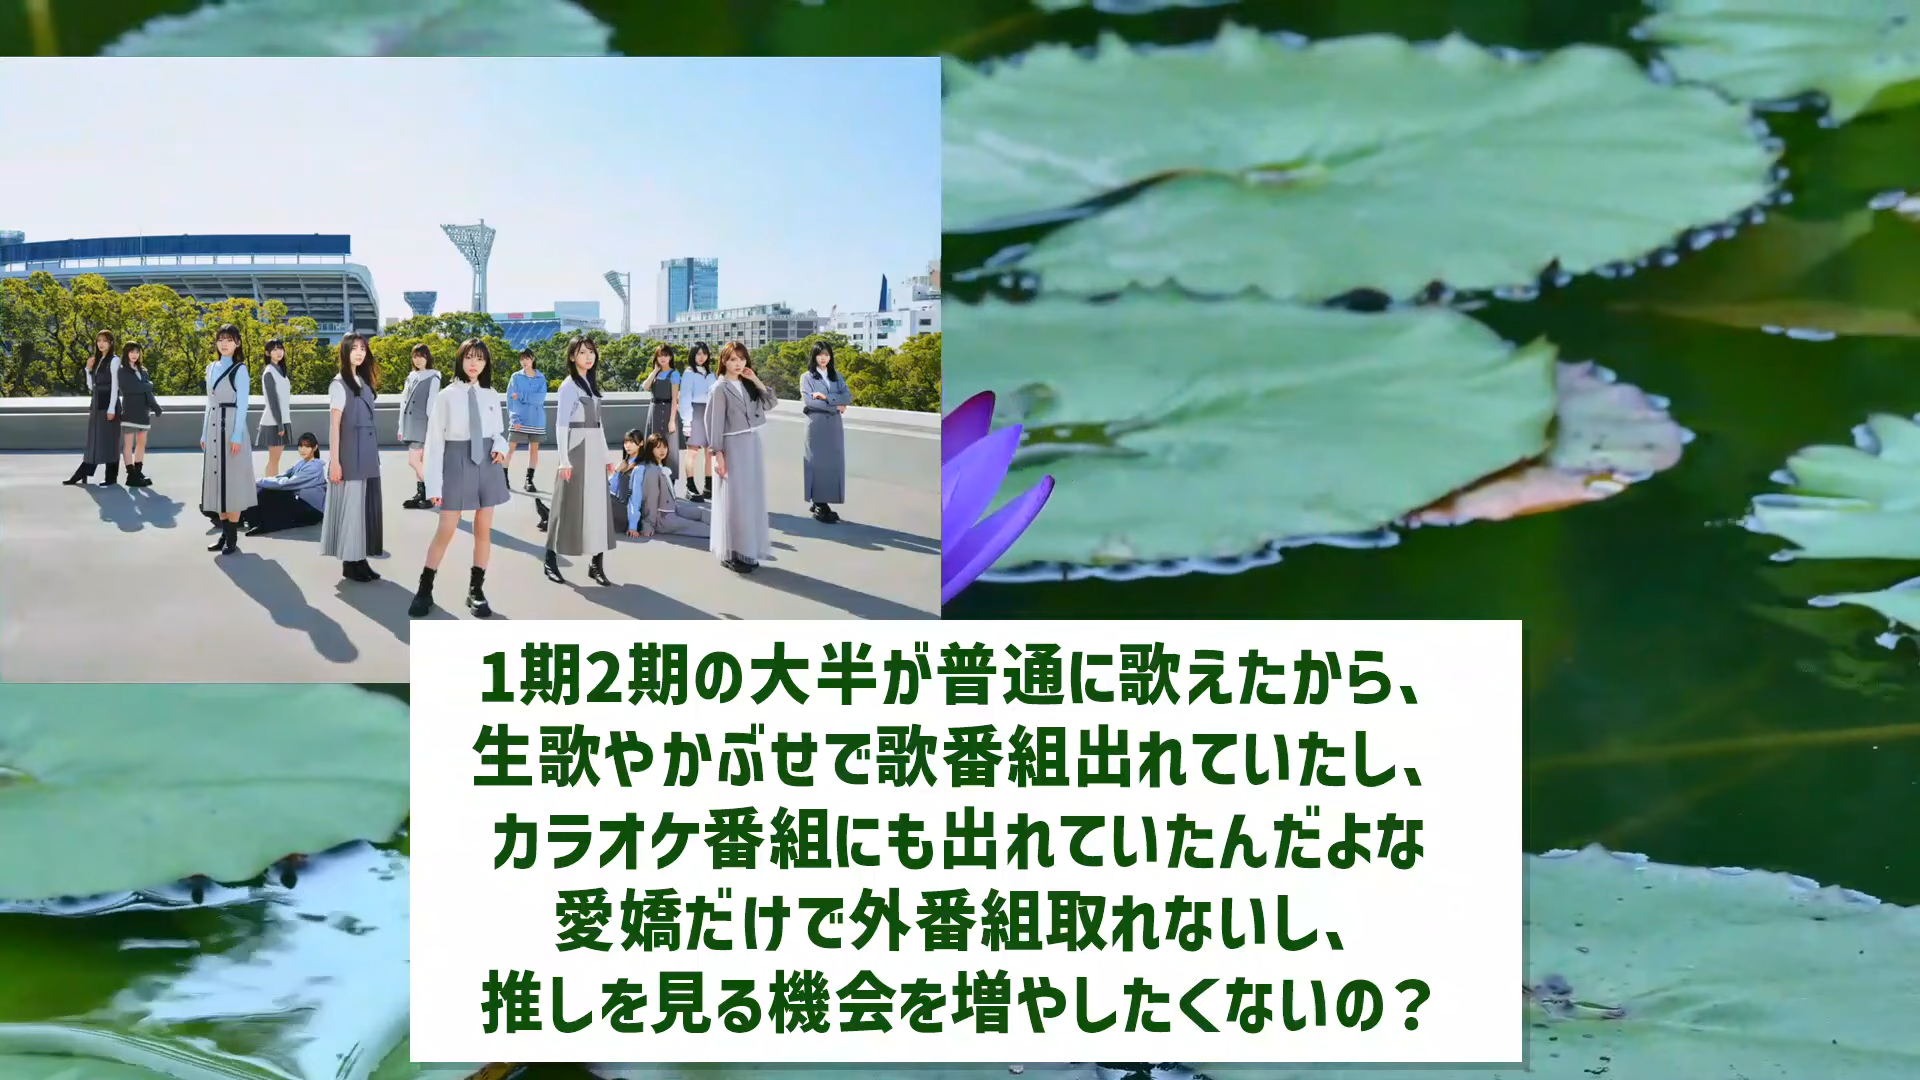 1期2期の大半が普通に歌えたから、
生歌やかぶせで歌番組出れていたし、
カラオケ番組にも出れていたんだよな
愛嬌だけで外番組取れないし、
推しを見る機会を増やしたくないの?